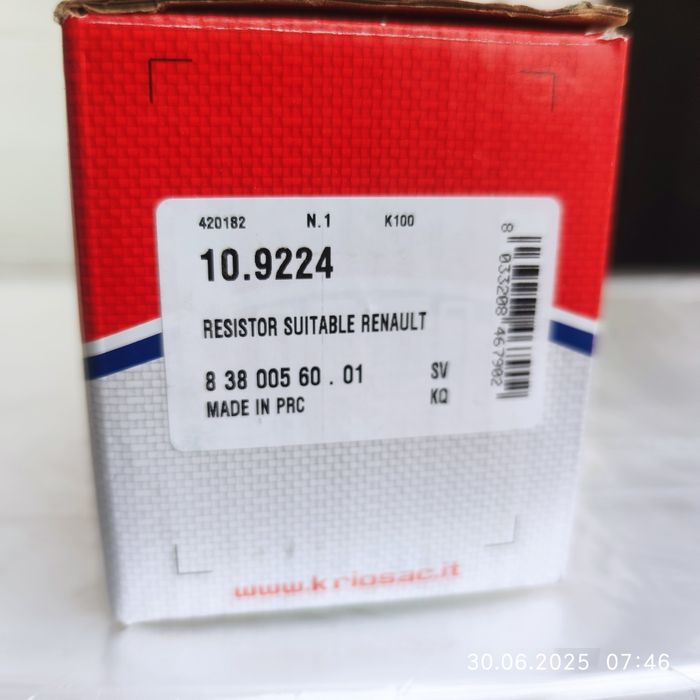 420182 N.1 K100
10.9224
RESISTOR SUITABLE RENAULT
8 38 005 60 . 01 SV
MADE IN PRC KQ
8 033208 467902
www.kriosac.it
30.06.2025 07:46